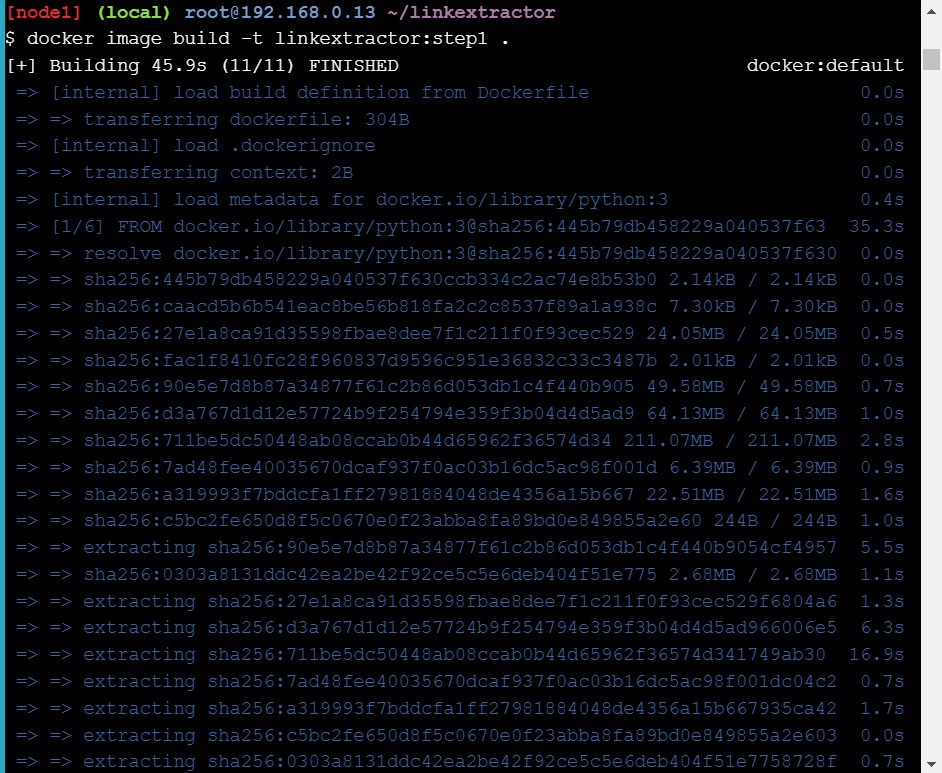 [node1] (local) root@192.168.0.13 ~/linkextractor
$ docker image build -t linkextractor:step1 .
[+] Building 45.9s (11/11) FINISHED docker:default
=> [internal] load build definition from Dockerfile 0.0s
=> => transferring dockerfile: 304B 0.0s
=> [internal] load .dockerignore 0.0s
=> => transferring context: 2B 0.0s
=> [internal] load metadata for docker.io/library/python:3 0.4s
=> [1/6] FROM docker.io/library/python:3@sha256:445b79db458229a040537f63 35.3s
=> => resolve docker.io/library/python:3@sha256:445b79db458229a040537f630 0.0s
=> => sha256:445b79db458229a040537f630ccb334c2ac74e8b53b0 2.14kB / 2.14kB 0.0s
=> => sha256:caacd5b6b541eac8be56b818fa2c2c8537f89a1a938c 7.30kB / 7.30kB 0.0s
=> => sha256:27e1a8ca91d35598fbae8dee7f1c211f0f93cec529 24.05MB / 24.05MB 0.5s
=> => sha256:fac1f8410fc28f960837d9596c951e36832c33c3487b 2.01kB / 2.01kB 0.0s
=> => sha256:90e5e7d8b87a34877f61c2b86d053db1c4f440b905 49.58MB / 49.58MB 0.7s
=> => sha256:d3a767d1d12e57724b9f254794e359f3b04d4d5ad9 64.13MB / 64.13MB 1.0s
=> => sha256:711be5dc50448ab08ccab0b44d65962f36574d34 211.07MB / 211.07MB 2.8s
=> => sha256:7ad48fee40035670dcaf937f0ac03b16dc5ac98f001d 6.39MB / 6.39MB 0.9s
=> => sha256:a319993f7bddcfa1ff27981884048de4356a15b667 22.51MB / 22.51MB 1.6s
=> => sha256:c5bc2fe650d8f5c0670e0f23abba8fa89bd0e849855a2e60 244B / 244B 1.0s
=> => extracting sha256:90e5e7d8b87a34877f61c2b86d053db1c4f440b9054cf4957 5.5s
=> => sha256:0303a8131ddc42ea2be42f92ce5c5e6deb404f51e775 2.68MB / 2.68MB 1.1s
=> => extracting sha256:27e1a8ca91d35598fbae8dee7f1c211f0f93cec529f6804a6 1.3s
=> => extracting sha256:d3a767d1d12e57724b9f254794e359f3b04d4d5ad966006e5 6.3s
=> => extracting sha256:711be5dc50448ab08ccab0b44d65962f36574d341749ab30 16.9s
=> => extracting sha256:7ad48fee40035670dcaf937f0ac03b16dc5ac98f001dc04c2 0.7s
=> => extracting sha256:a319993f7bddcfa1ff27981884048de4356a15b667935ca42 1.7s
=> => extracting sha256:c5bc2fe650d8f5c0670e0f23abba8fa89bd0e849855a2e603 0.0s
=> => extracting sha256:0303a8131ddc42ea2be42f92ce5c5e6deb404f51e7758728f 0.7s